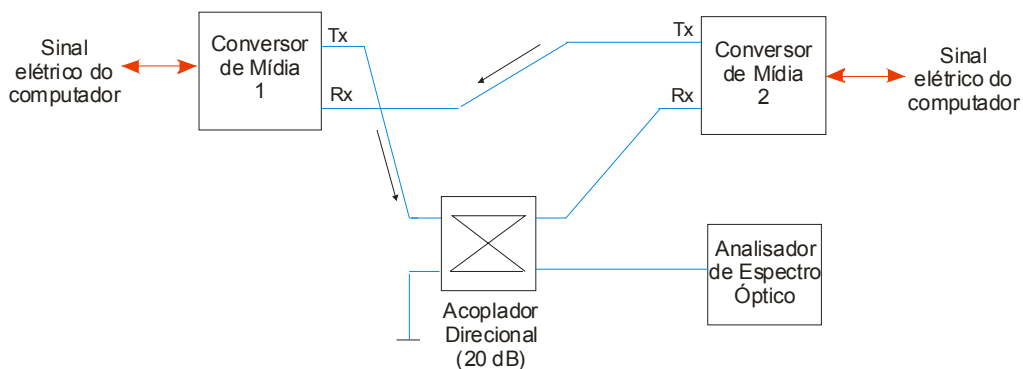 Sinal
elétrico do
computador
Conversor
de Mídia
1
Tx
Rx
Tx
Rx
Conversor
de Mídia
2
Sinal
elétrico do
computador
Acoplador
Direcional
(20 dB)
Analisador
de Espectro
Óptico